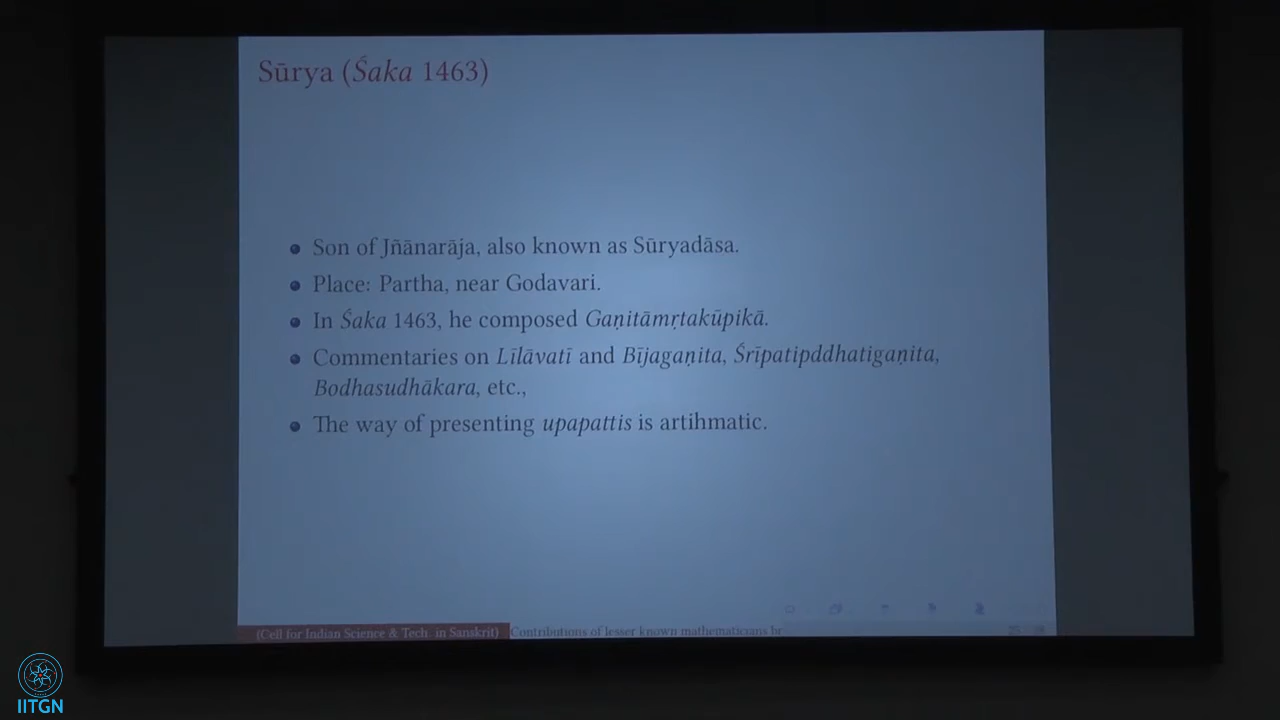 Sūrya (Śaka 1463)
Son of Jñānarāja, also known as Sūryadāsa.
Place: Partha, near Godavari.
In Śaka 1463, he composed Gaṇitāmṛtakūpikā.
Commentaries on Līlāvatī and Bījagaṇita, Śrīpatipddhatigaṇita,
Bodhasudhākara, etc.,
The way of presenting upapattis is artihmatic.
(Cell for Indian Science & Tech. in Sanskrit) Contributions of lesser known mathematicians br
IITGN